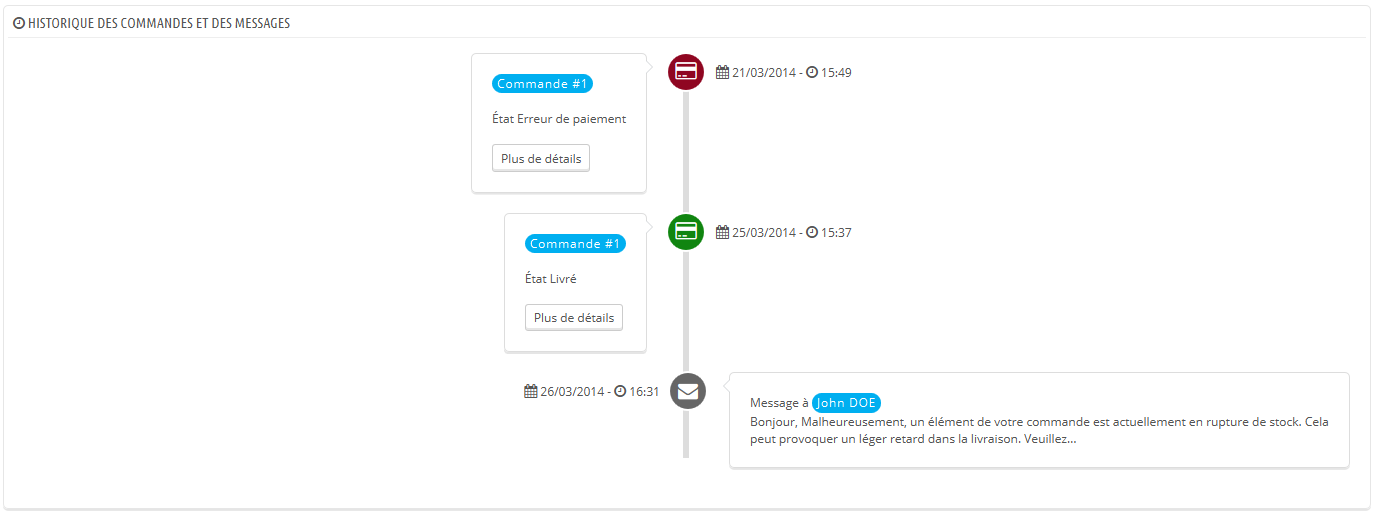 HISTORIQUE DES COMMANDES ET DES MESSAGES
Commande #1
État Erreur de paiement
Plus de détails
21/03/2014 - 15:49
Commande #1
État Livré
Plus de détails
25/03/2014 - 15:37
26/03/2014 - 16:31
Message à John DOE
Bonjour, Malheureusement, un élément de votre commande est actuellement en rupture de stock. Cela
peut provoquer un léger retard dans la livraison. Veuillez...